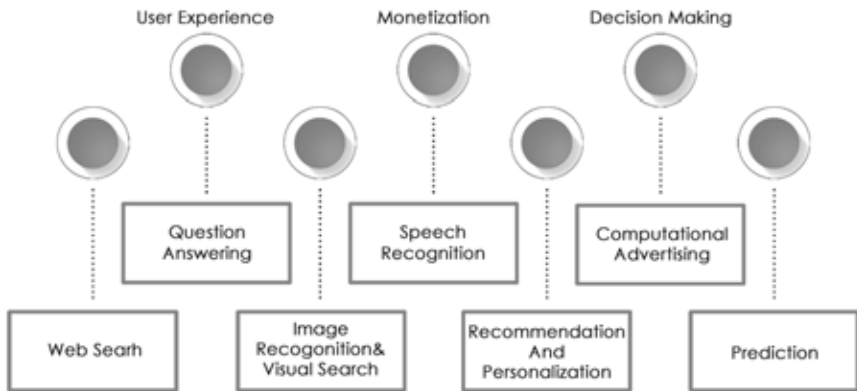 User Experience
Monetization
Decision Making
Question
Answering
Speech
Recognition
Computational
Advertising
Web Searh
Image
Recogonition&
Visual Search
Recommendation
And
Personalization
Prediction